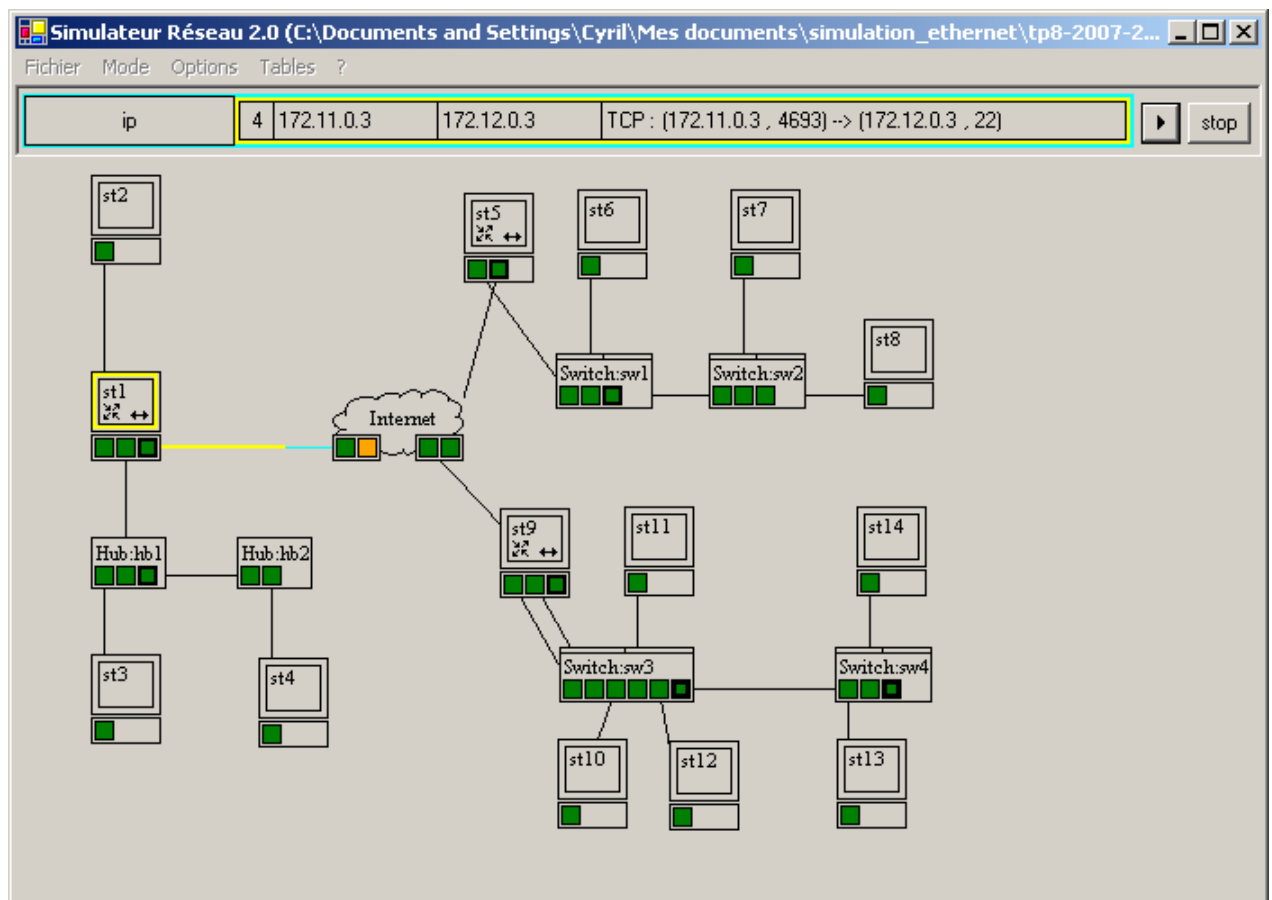 Simulateur Réseau 2.0 (C:\Documents and Settings\Cyril\Mes documents\simulation_ethernet\tp8-2007-2...
Fichier Mode Options Tables ?
ip 4 172.11.0.3 172.12.0.3 TCP : (172.11.0.3 , 4693) --> (172.12.0.3 , 22) stop
st2
st5
st6
st7
st8
st1
Switch:sw1
Switch:sw2
Internet
st9
st11
st14
Hub:hb1
Hub:hb2
st3
st4
Switch:sw3
Switch:sw4
st10
st12
st13